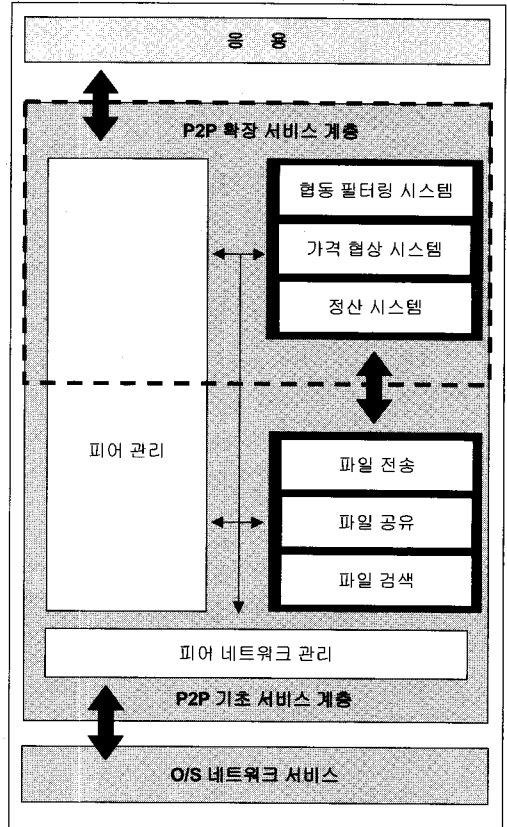 응 용
P2P 확장 서비스 계층
협동 필터링 시스템
가격 협상 시스템
정산 시스템
피어 관리
파일 전송
파일 공유
파일 검색
피어 네트워크 관리
P2P 기초 서비스 계층
O/S 네트워크 서비스